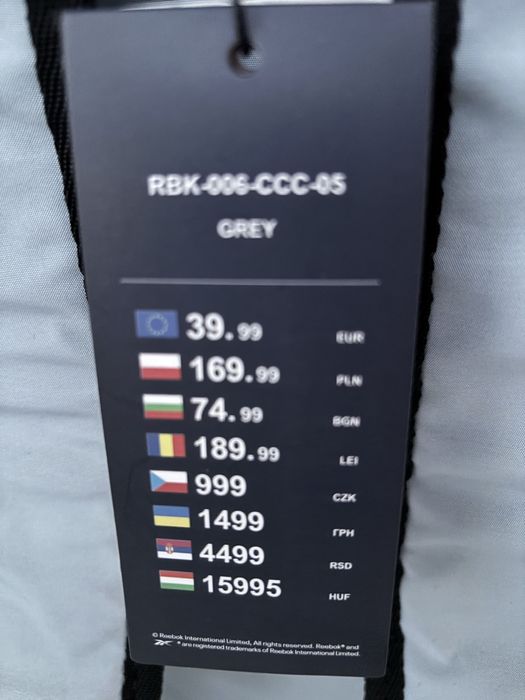 RBK-006-CCC-05
GREY
39.99 EUR
169.99 PLN
74.99 BGN
189.99 LEI
999 CZK
1499 ГРН
4499 RSD
15995 HUF
© Reebok International Limited, All rights reserved. Reebok® and
® are registered trademarks of Reebok International Limited.